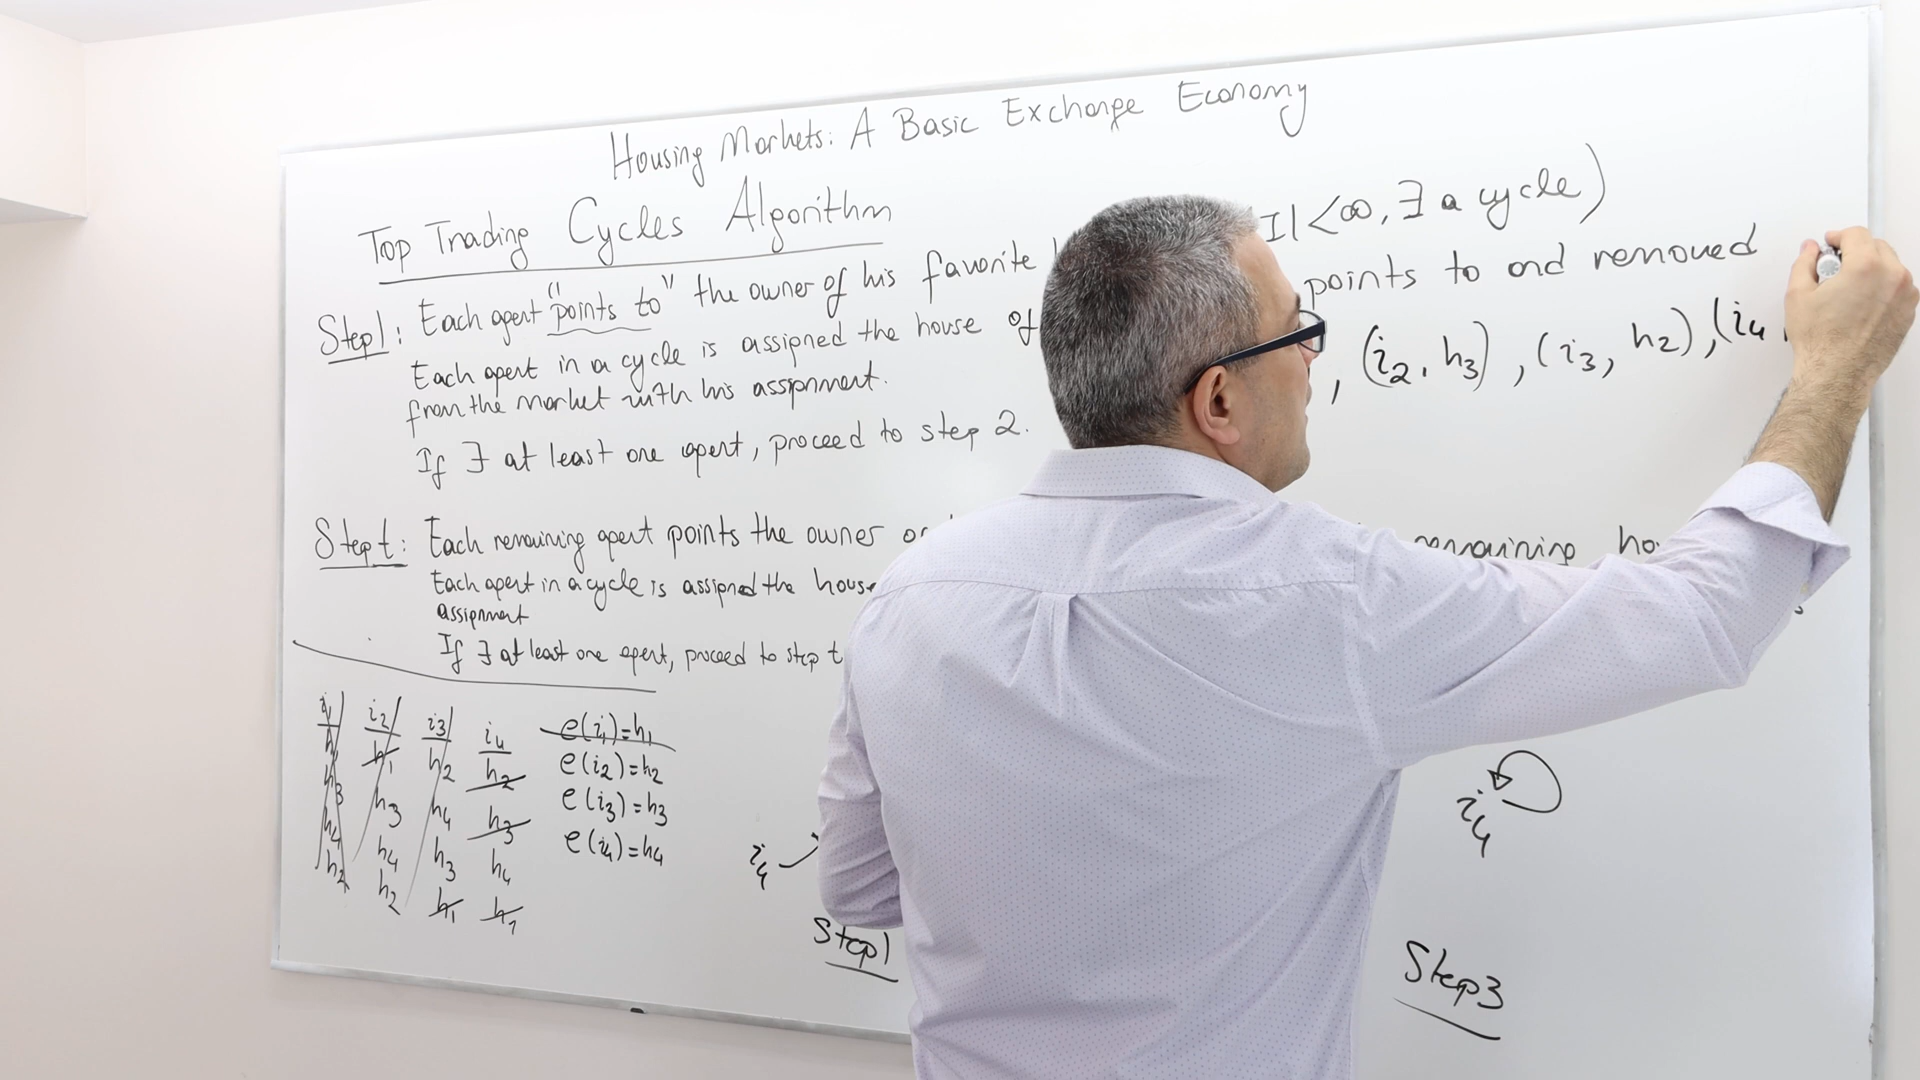 Housing Markets: A Basic Exchange Economy
Top Trading Cycles Algorithm
|I| < ∞, ∃ a cycle)
Step1: Each agent "points to" the owner of his favorite
Each agent in a cycle is assigned the house of points to and removed
from the market with his assignment.
, (i2, h3), (i3, h2), (i4
If ∃ at least one agent, proceed to step 2.
Step t: Each remaining agent points the owner remaining
Each agent in a cycle is assigned the house
assignment
If ∃ at least one agent, proceed to step t
i1 i2 i3 i4
h1 h1 h2 h2
h3 h3 h4 h3
h4 h4 h3 h4
h2 h2 h1 h1
e(i1)=h1
e(i2)=h2
e(i3)=h3
e(i4)=h4
i4
Step1
i4
Step3